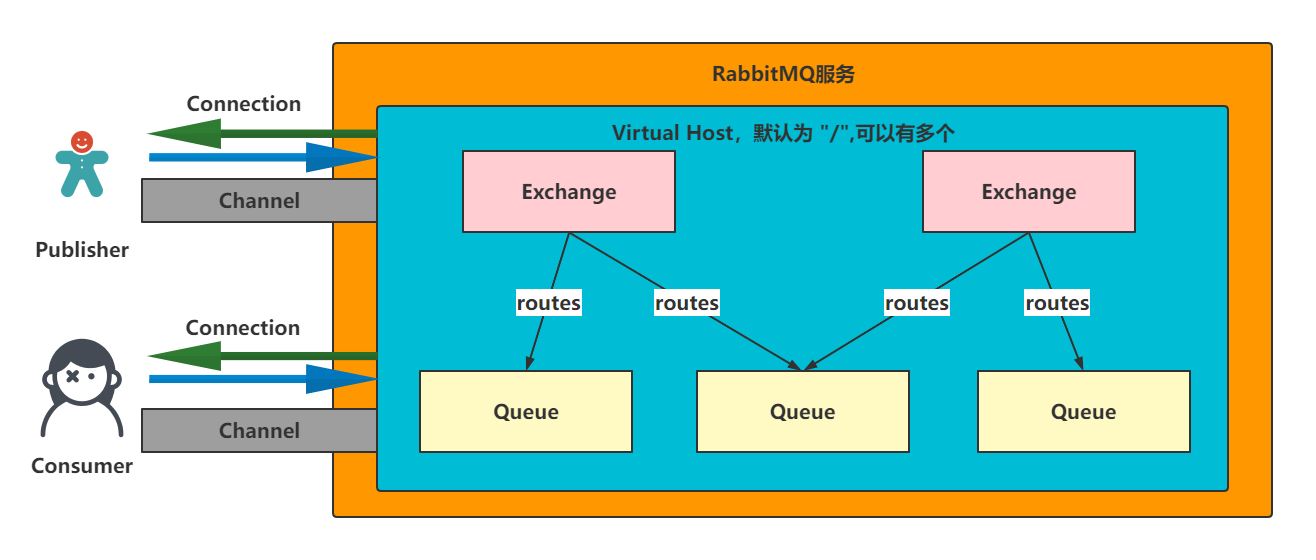 RabbitMQ服务
Connection
Virtual Host，默认为 "/",可以有多个
Exchange
Exchange
Channel
Publisher
routes
routes
routes
routes
Connection
Queue
Queue
Queue
Channel
Consumer